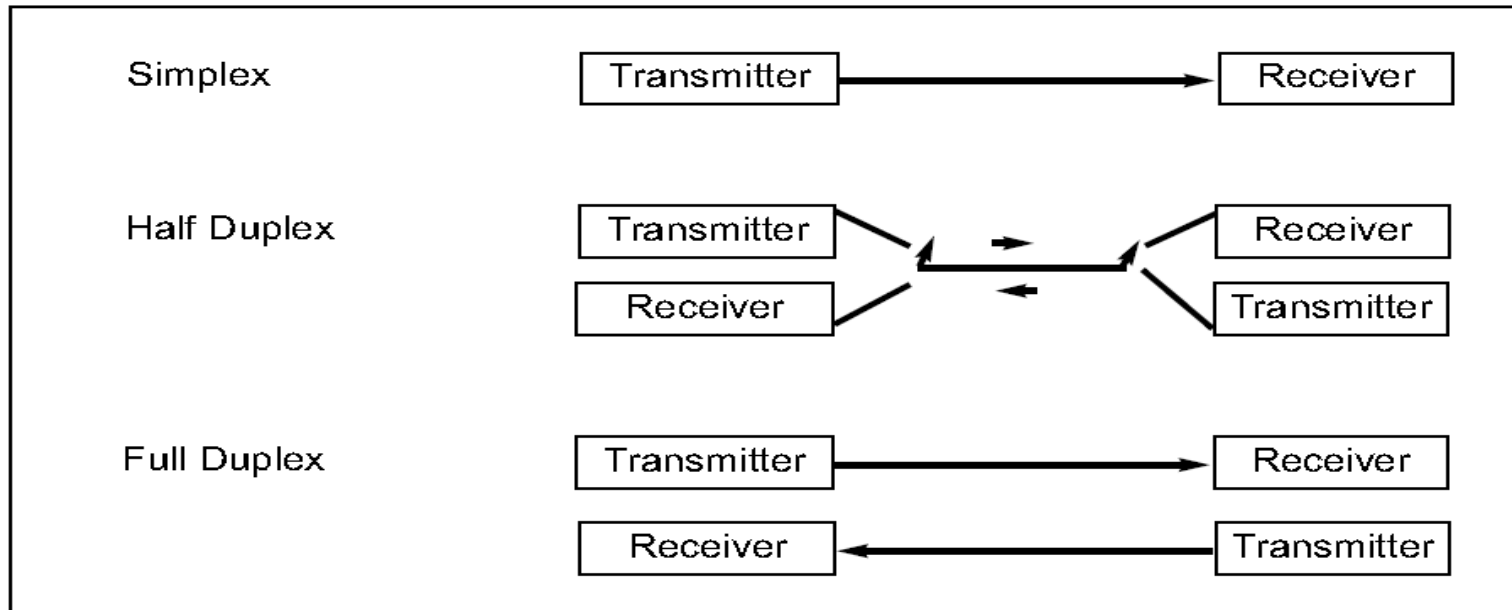 Simplex Transmitter Receiver
Half Duplex Transmitter Receiver
Receiver Transmitter
Full Duplex Transmitter Receiver
Receiver Transmitter